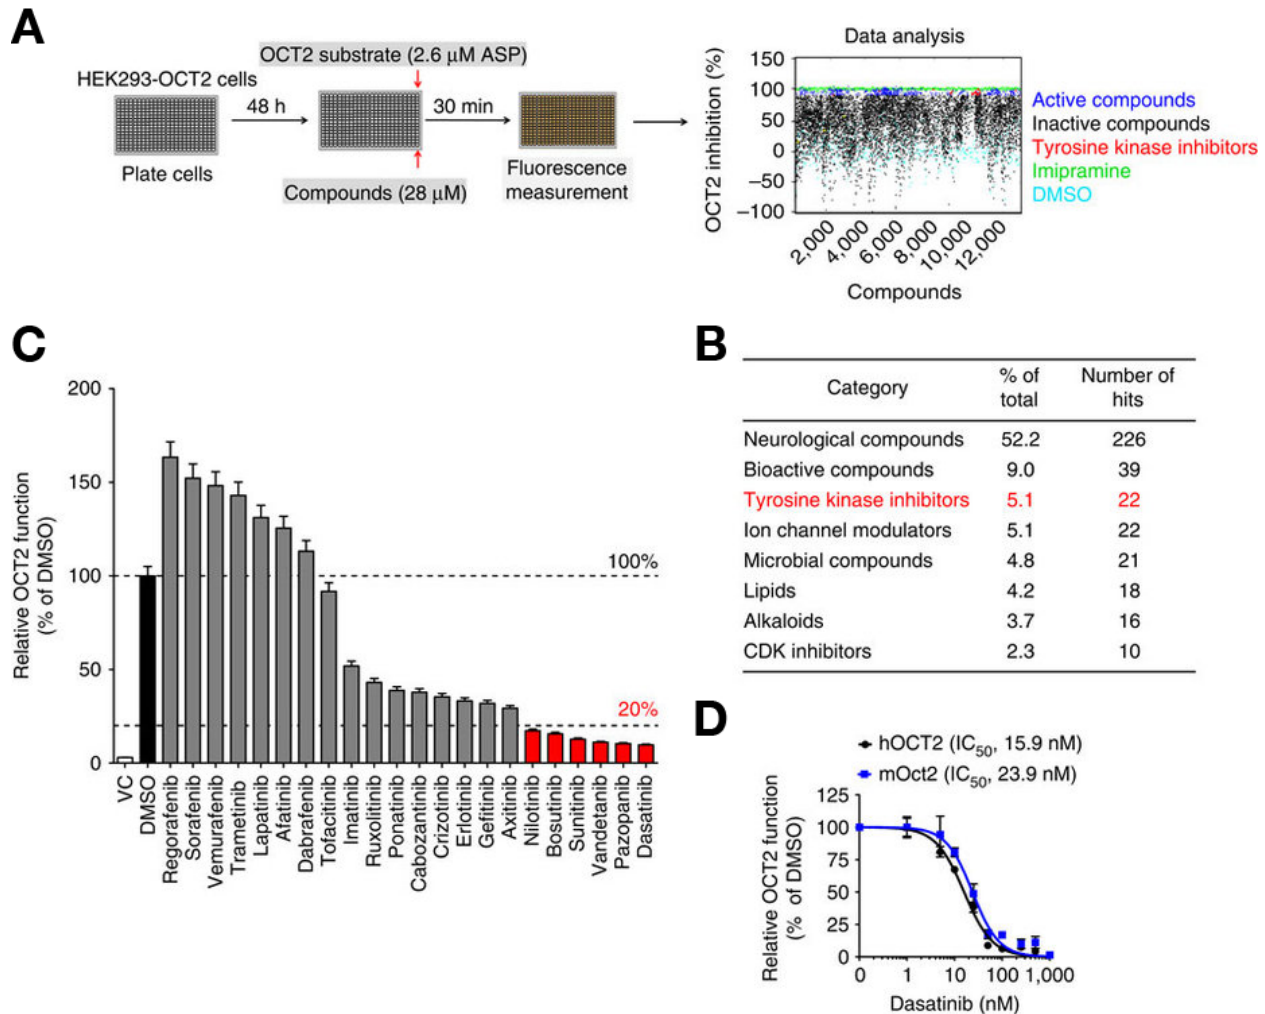 A
OCT2 substrate (2.6 μM ASP)
HEK293-OCT2 cells
48 h
30 min
Plate cells
Compounds (28 μM)
Fluorescence
measurement
Data analysis
OCT2 inhibition (%)
150
100
50
0
−50
−100
2,000
4,000
6,000
8,000
10,000
12,000
Compounds
Active compounds
Inactive compounds
Tyrosine kinase inhibitors
Imipramine
DMSO
C
Relative OCT2 function
(% of DMSO)
200
150
100
50
0
100%
20%
VC
DMSO
Regorafenib
Sorafenib
Vemurafenib
Trametinib
Lapatinib
Afatinib
Dabrafenib
Tofacitinib
Imatinib
Ruxolitinib
Ponatinib
Cabozantinib
Crizotinib
Erlotinib
Gefitinib
Axitinib
Nilotinib
Bosutinib
Sunitinib
Vandetanib
Pazopanib
Dasatinib
B
Category % of total Number of hits
Neurological compounds 52.2 226
Bioactive compounds 9.0 39
Tyrosine kinase inhibitors 5.1 22
Ion channel modulators 5.1 22
Microbial compounds 4.8 21
Lipids 4.2 18
Alkaloids 3.7 16
CDK inhibitors 2.3 10
D
hOCT2 (IC50, 15.9 nM)
mOct2 (IC50, 23.9 nM)
Relative OCT2 function
(% of DMSO)
125
100
75
50
25
0
0 1 10 100 1,000
Dasatinib (nM)